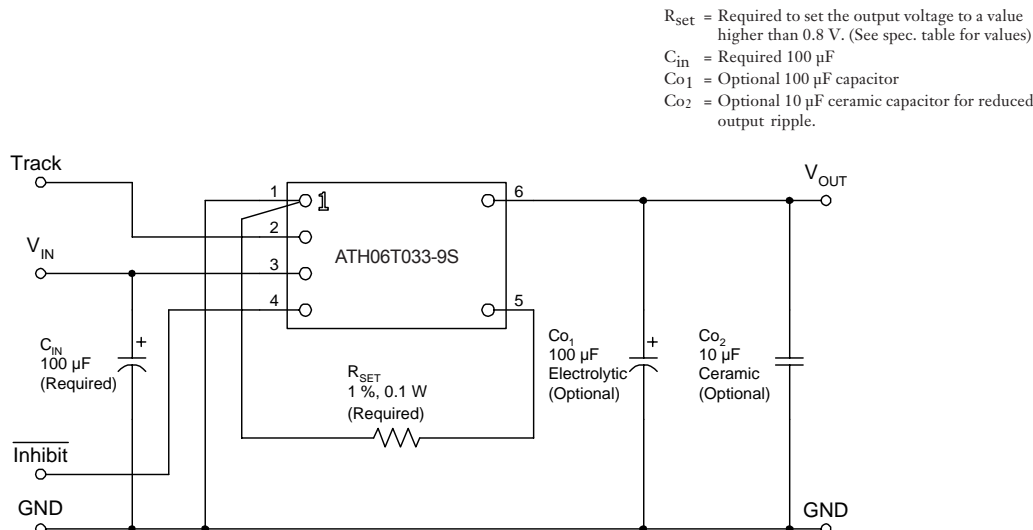 Rset = Required to set the output voltage to a value
higher than 0.8 V. (See spec. table for values)
Cin = Required 100 µF
Co1 = Optional 100 µF capacitor
Co2 = Optional 10 µF ceramic capacitor for reduced
output ripple.
Track
VOUT
1
1
6
2
VIN
ATH06T033-9S
3
4
5
CIN
100 µF
(Required)
+
RSET
1 %, 0.1 W
(Required)
Co1
100 µF
Electrolytic
(Optional)
+
Co2
10 µF
Ceramic
(Optional)
Inhibit
GND
GND